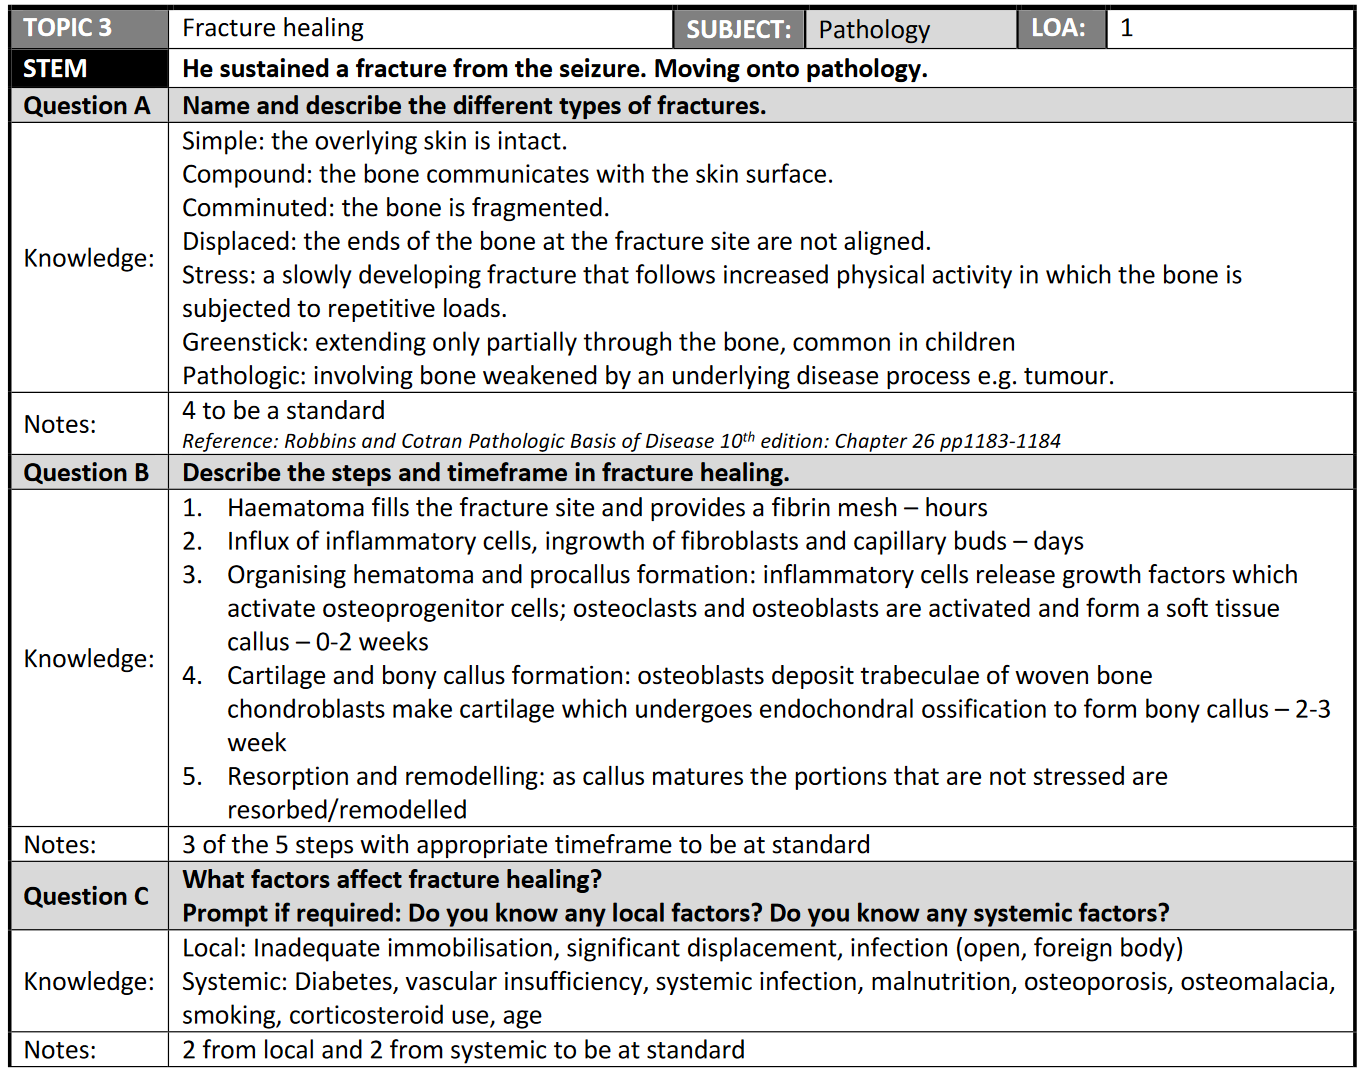 TOPIC 3 Fracture healing SUBJECT: Pathology LOA: 1
STEM He sustained a fracture from the seizure. Moving onto pathology.
Question A Name and describe the different types of fractures.
Knowledge:
Simple: the overlying skin is intact.
Compound: the bone communicates with the skin surface.
Comminuted: the bone is fragmented.
Displaced: the ends of the bone at the fracture site are not aligned.
Stress: a slowly developing fracture that follows increased physical activity in which the bone is
subjected to repetitive loads.
Greenstick: extending only partially through the bone, common in children
Pathologic: involving bone weakened by an underlying disease process e.g. tumour.
Notes:
4 to be a standard
Reference: Robbins and Cotran Pathologic Basis of Disease 10th edition: Chapter 26 pp1183-1184
Question B Describe the steps and timeframe in fracture healing.
Knowledge:
1. Haematoma fills the fracture site and provides a fibrin mesh – hours
2. Influx of inflammatory cells, ingrowth of fibroblasts and capillary buds – days
3. Organising hematoma and procallus formation: inflammatory cells release growth factors which
activate osteoprogenitor cells; osteoclasts and osteoblasts are activated and form a soft tissue
callus – 0-2 weeks
4. Cartilage and bony callus formation: osteoblasts deposit trabeculae of woven bone
chondroblasts make cartilage which undergoes endochondral ossification to form bony callus – 2-3
week
5. Resorption and remodelling: as callus matures the portions that are not stressed are
resorbed/remodelled
Notes: 3 of the 5 steps with appropriate timeframe to be at standard
Question C
What factors affect fracture healing?
Prompt if required: Do you know any local factors? Do you know any systemic factors?
Knowledge:
Local: Inadequate immobilisation, significant displacement, infection (open, foreign body)
Systemic: Diabetes, vascular insufficiency, systemic infection, malnutrition, osteoporosis, osteomalacia,
smoking, corticosteroid use, age
Notes: 2 from local and 2 from systemic to be at standard